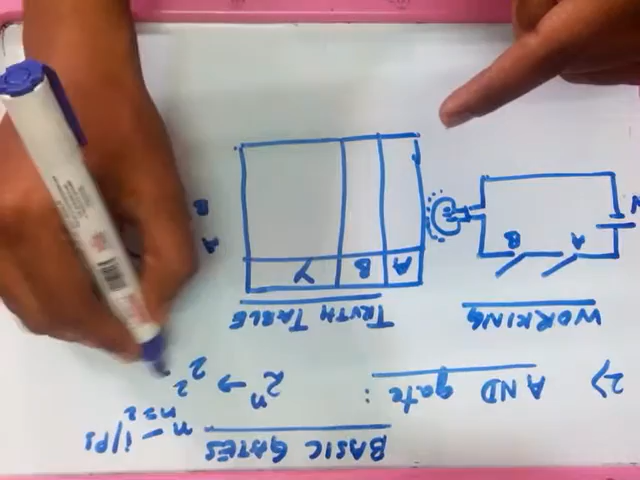 BASIC GATES
n - i/Ps
n=2
2) AND gate :
2ⁿ → 2²
WORKING
TRUTH TABLE
A B Y
A B
A
B